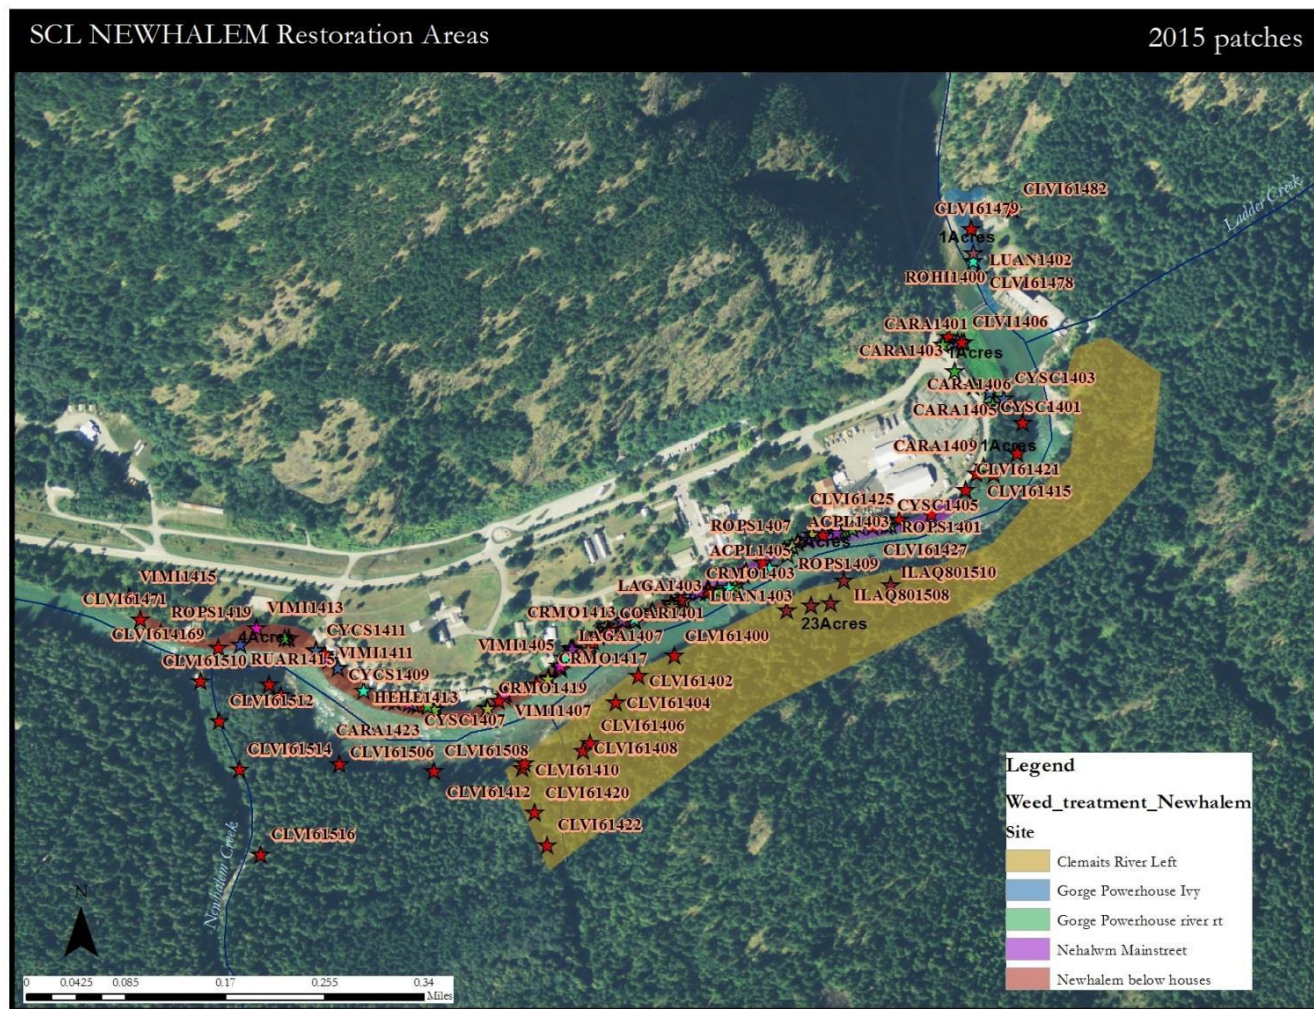 SCL NEWHALEM Restoration Areas
2015 patches
CLVI61482
CLVI61479
1Acres
Ladder Creek
LUAN1402
ROHI1400
CLVI61478
CARA1401
CLVI1406
CARA1403
1Acres
CARA1406
CYSC1403
CARA1405
CYSC1401
CARA1409
1Acres
CLVI61421
CLVI61415
CLVI61425
CYSC1405
ROPS1407
ACPL1403
ROPS1401
Acres
CLVI61427
ACPL1405
ROPS1409
CRMO1403
LAGA1403
LUAN1403
ILAQ801510
ILAQ801508
23Acres
VIMI1415
CLVI61471
ROPS1419
VIMI1413
CRMO1413
COAR1401
CLVI614169
4Acres
CYCS1411
LAGA1407
CLVI61400
VIMI1405
CLVI61510
RUAR1415
VIMI1411
CRMO1417
CYCS1409
CLVI61402
CLVI61512
HEHE1413
CRMO1419
CLVI61404
CYSC1407
VIMI1407
CARA1423
CLVI61406
CLVI61514
CLVI61506
CLVI61508
CLVI61408
CLVI61410
CLVI61412
CLVI61420
CLVI61422
CLVI61516
Newhalem Creek
N
0 0.0425 0.085 0.17 0.255 0.34
Miles
Legend
Weed_treatment_Newhalem
Site
Clemaits River Left
Gorge Powerhouse Ivy
Gorge Powerhouse river rt
Nehalwm Mainstreet
Newhalem below houses